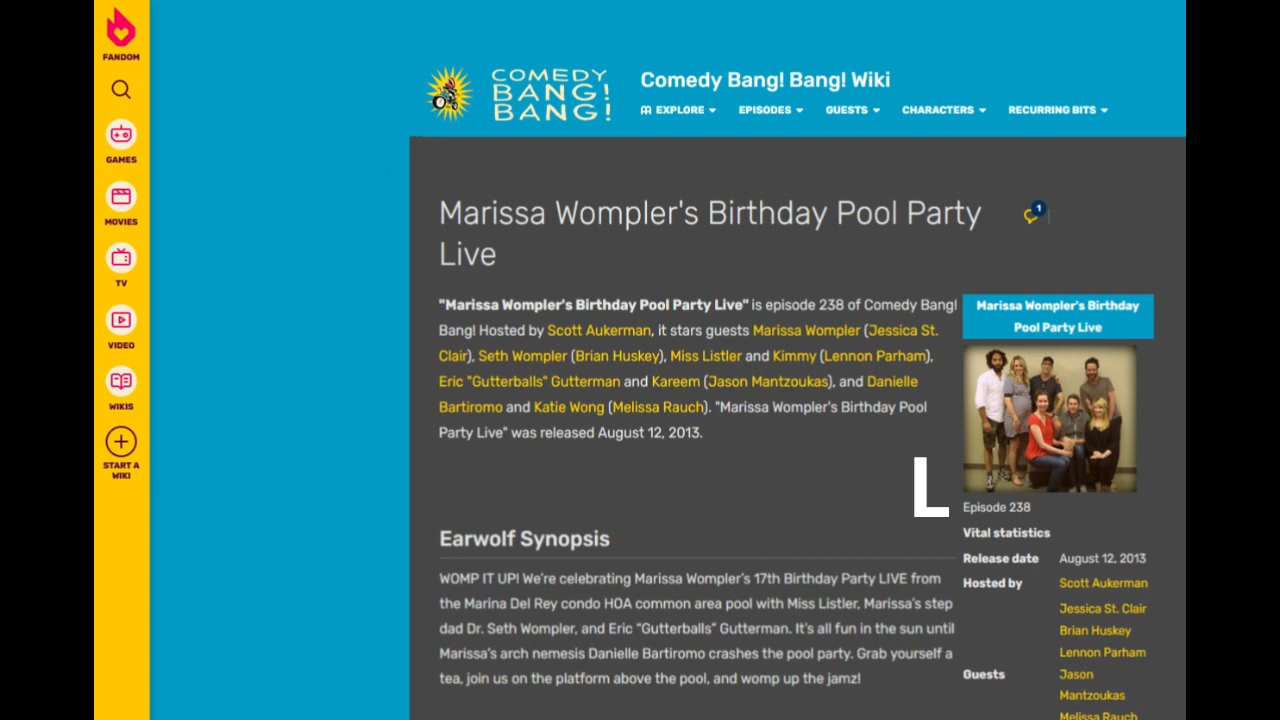 FANDOM
GAMES
MOVIES
TV
VIDEO
WIKIS
START A
WIKI
COMEDY
BANG!
BANG!
Comedy Bang! Bang! Wiki
EXPLORE
EPISODES
GUESTS
CHARACTERS
RECURRING BITS
Marissa Wompler's Birthday Pool Party
Live
1
"Marissa Wompler's Birthday Pool Party Live" is episode 238 of Comedy Bang!
Bang! Hosted by Scott Aukerman, it stars guests Marissa Wompler (Jessica St.
Clair), Seth Wompler (Brian Huskey), Miss Listler and Kimmy (Lennon Parham),
Eric "Gutterballs" Gutterman and Kareem (Jason Mantzoukas), and Danielle
Bartiromo and Katie Wong (Melissa Rauch). "Marissa Wompler's Birthday Pool
Party Live" was released August 12, 2013.
L
Earwolf Synopsis
WOMP IT UP! We're celebrating Marissa Wompler's 17th Birthday Party LIVE from
the Marina Del Rey condo HOA common area pool with Miss Listler, Marissa's step
dad Dr. Seth Wompler, and Eric "Gutterballs" Gutterman. It's all fun in the sun until
Marissa's arch nemesis Danielle Bartiromo crashes the pool party. Grab yourself a
tea, join us on the platform above the pool, and womp up the jamz!
Marissa Wompler's Birthday
Pool Party Live
Episode 238
Vital statistics
Release date August 12, 2013
Hosted by Scott Aukerman
Jessica St. Clair
Brian Huskey
Lennon Parham
Guests Jason
Mantzoukas
Melissa Rauch